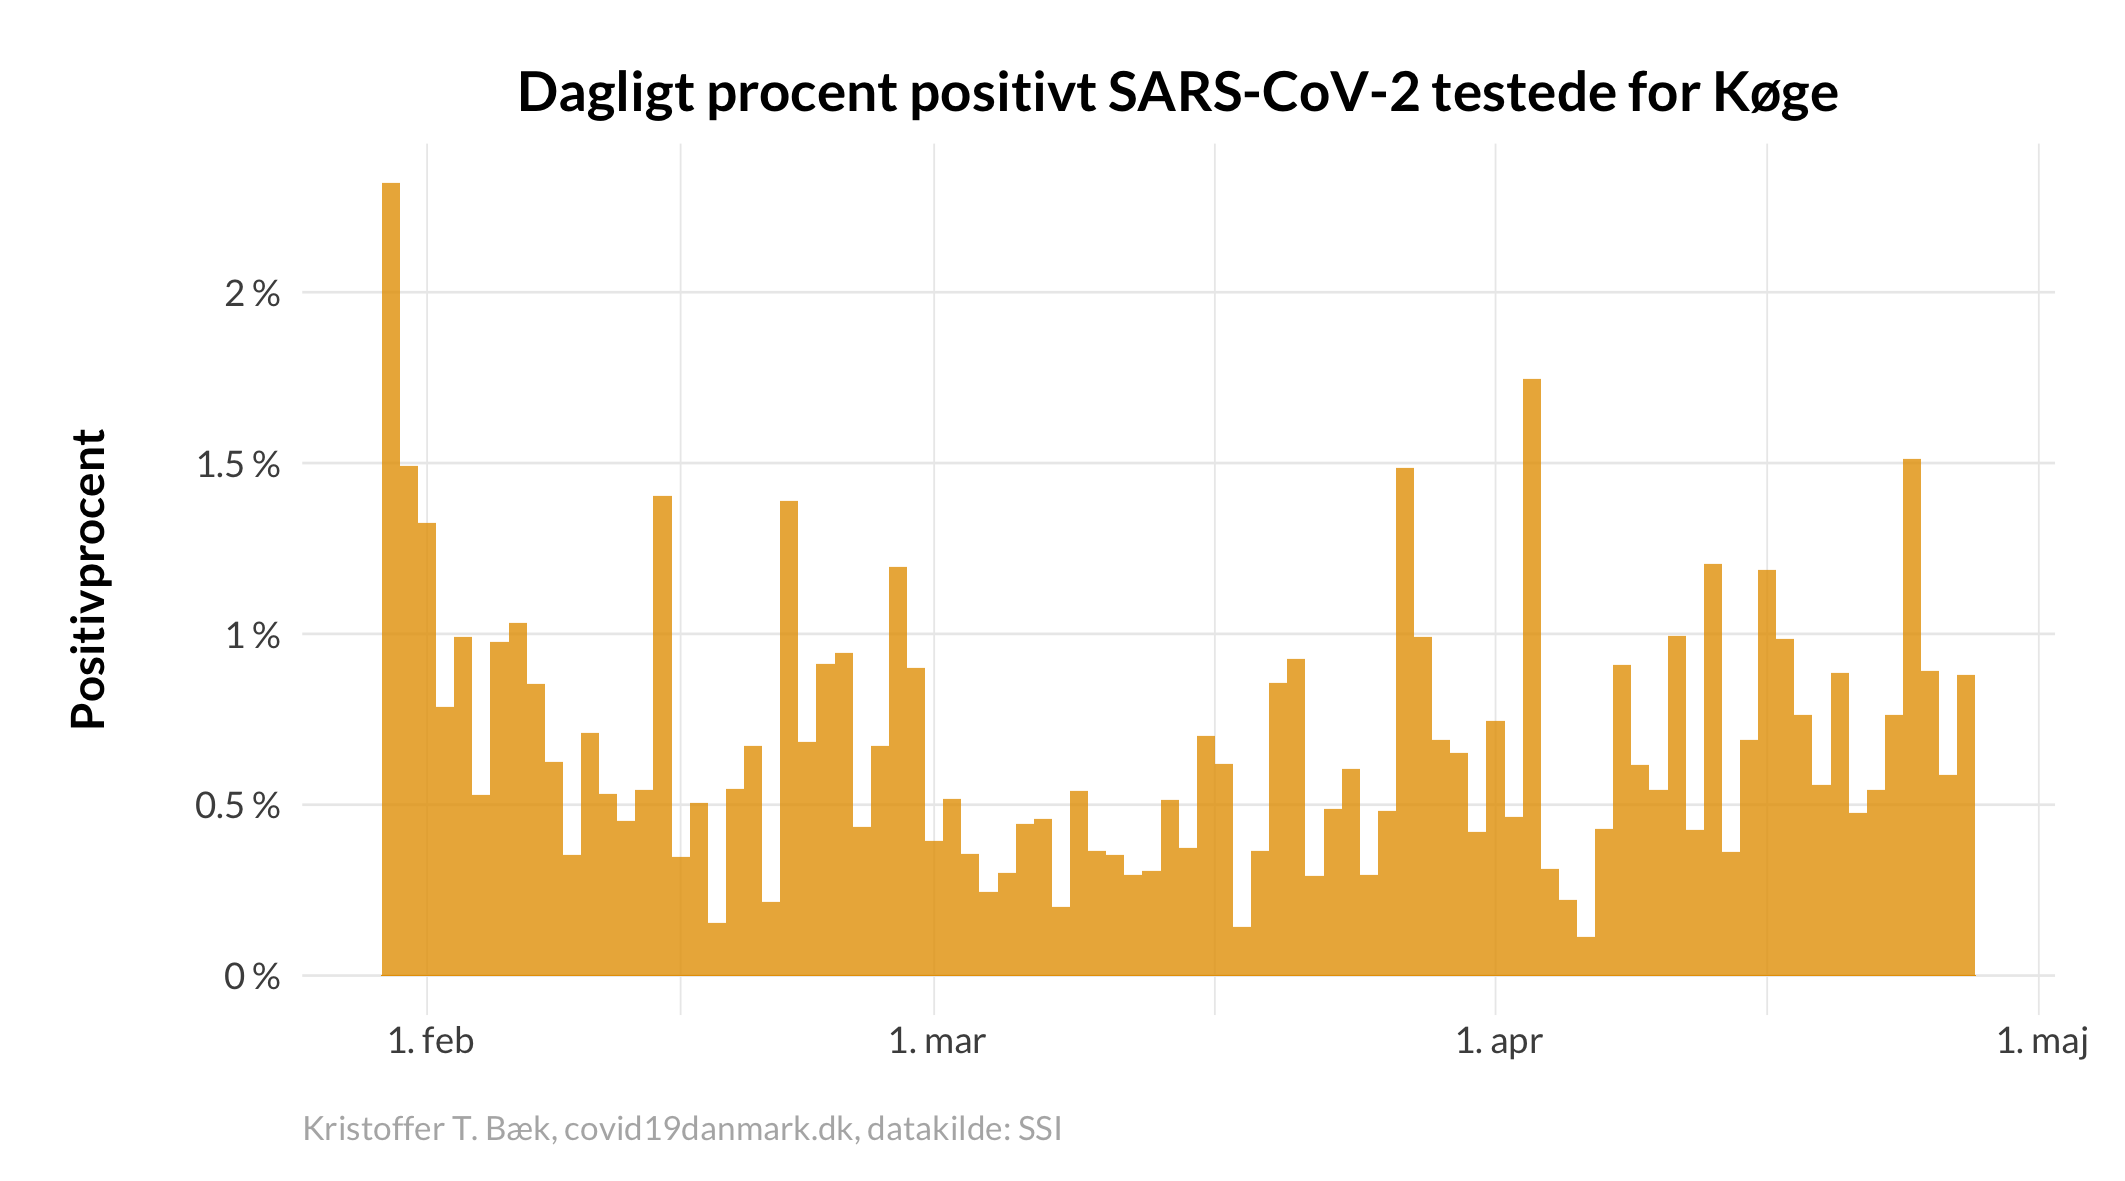 Dagligt procent positivt SARS-CoV-2 testede for Køge
Positivprocent
2 %
1.5 %
1 %
0.5 %
0 %
1. feb
1. mar
1. apr
1. maj
Kristoffer T. Bæk, covid19danmark.dk, datakilde: SSI